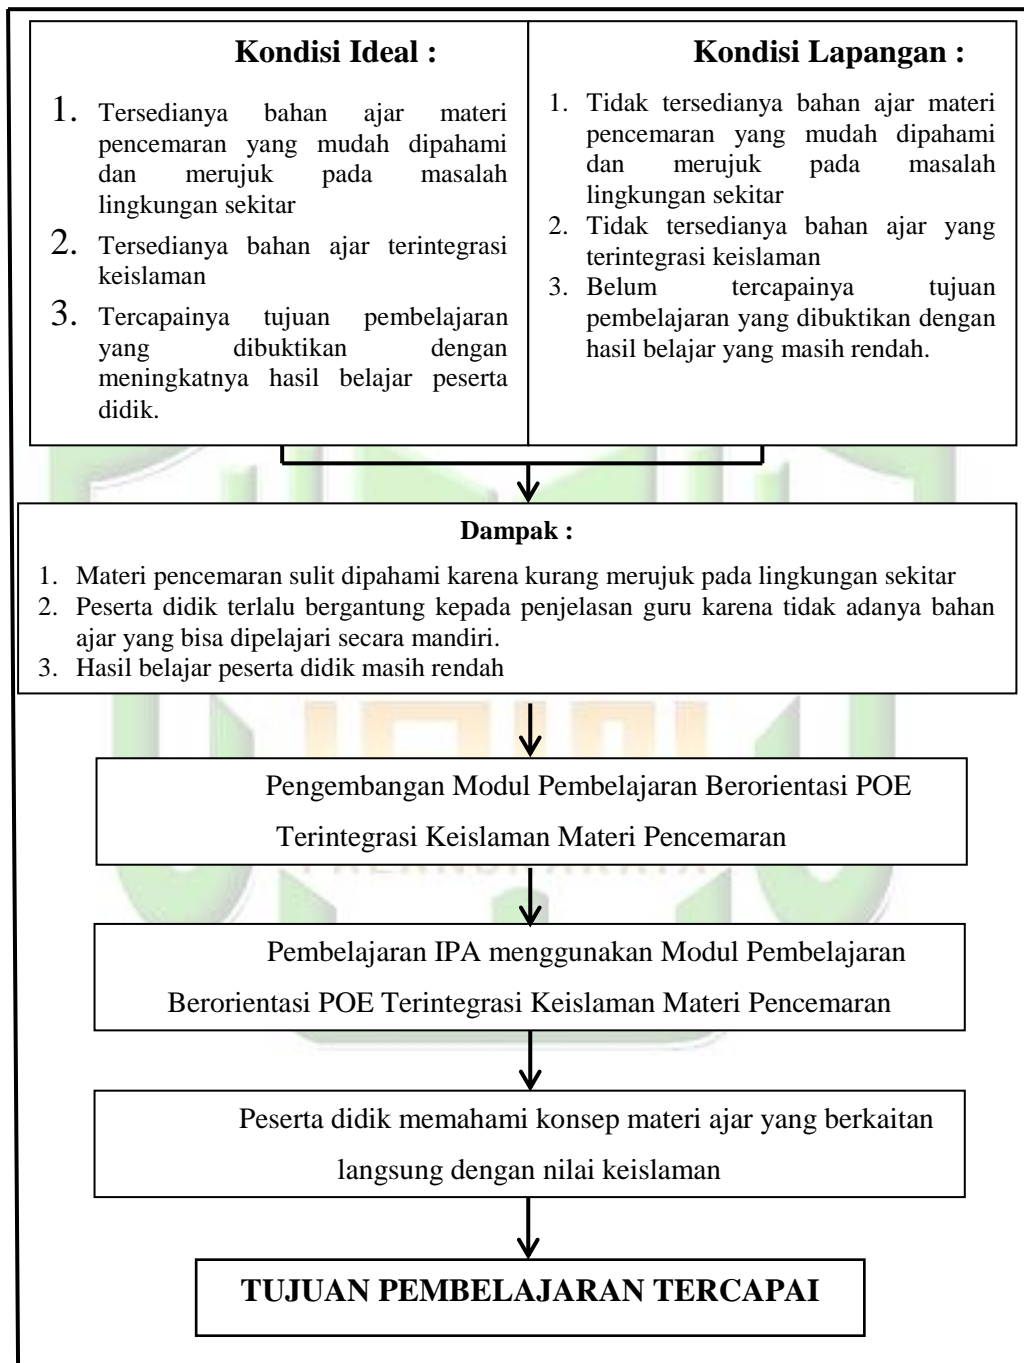 Kondisi Ideal :
1. Tersedianya bahan ajar materi
pencemaran yang mudah dipahami
dan merujuk pada masalah
lingkungan sekitar
2. Tersedianya bahan ajar terintegrasi
keislaman
3. Tercapainya tujuan pembelajaran
yang dibuktikan dengan
meningkatnya hasil belajar peserta
didik.
Kondisi Lapangan :
1. Tidak tersedianya bahan ajar materi
pencemaran yang mudah dipahami
dan merujuk pada masalah
lingkungan sekitar
2. Tidak tersedianya bahan ajar yang
terintegrasi keislaman
3. Belum tercapainya tujuan
pembelajaran yang dibuktikan dengan
hasil belajar yang masih rendah.
Dampak :
1. Materi pencemaran sulit dipahami karena kurang merujuk pada lingkungan sekitar
2. Peserta didik terlalu bergantung kepada penjelasan guru karena tidak adanya bahan
ajar yang bisa dipelajari secara mandiri.
3. Hasil belajar peserta didik masih rendah
Pengembangan Modul Pembelajaran Berorientasi POE
Terintegrasi Keislaman Materi Pencemaran
Pembelajaran IPA menggunakan Modul Pembelajaran
Berorientasi POE Terintegrasi Keislaman Materi Pencemaran
Peserta didik memahami konsep materi ajar yang berkaitan
langsung dengan nilai keislaman
TUJUAN PEMBELAJARAN TERCAPAI